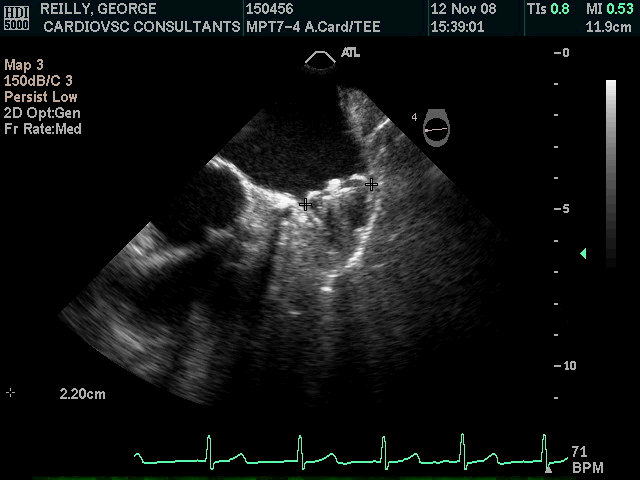 HDI 5000
REILLY, GEORGE 150456 12 Nov 08 TIs 0.8 MI 0.53
CARDIOVSC CONSULTANTS MPT7-4 A.Card/TEE 15:39:01 11.9cm
ATL
0
Map 3
150dB/C 3
Persist Low
2D Opt:Gen
Fr Rate:Med
4
5
10
2.20cm
71
BPM